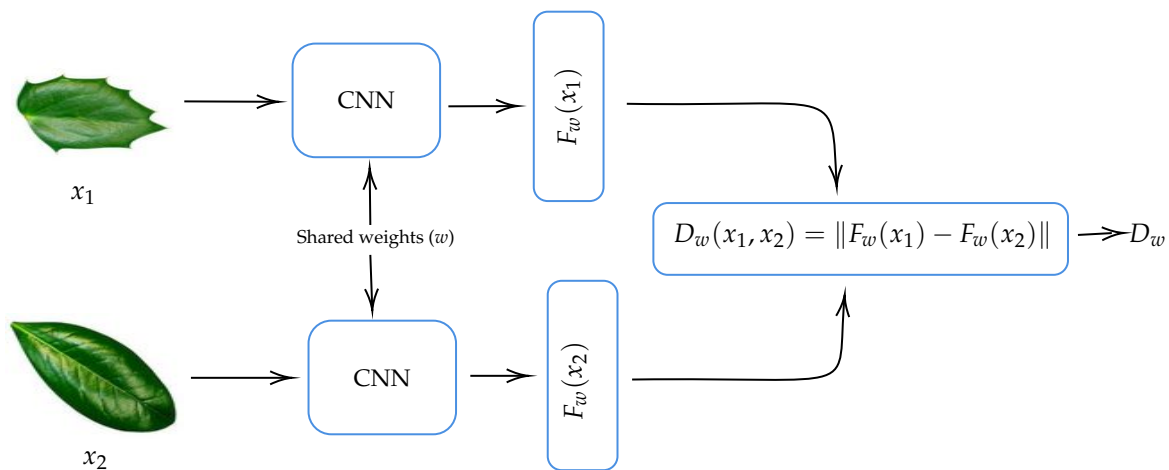 CNN
F_w(x_1)
x_1
Shared weights (w)
D_w(x_1, x_2) = ‖F_w(x_1) − F_w(x_2)‖
D_w
CNN
F_w(x_2)
x_2